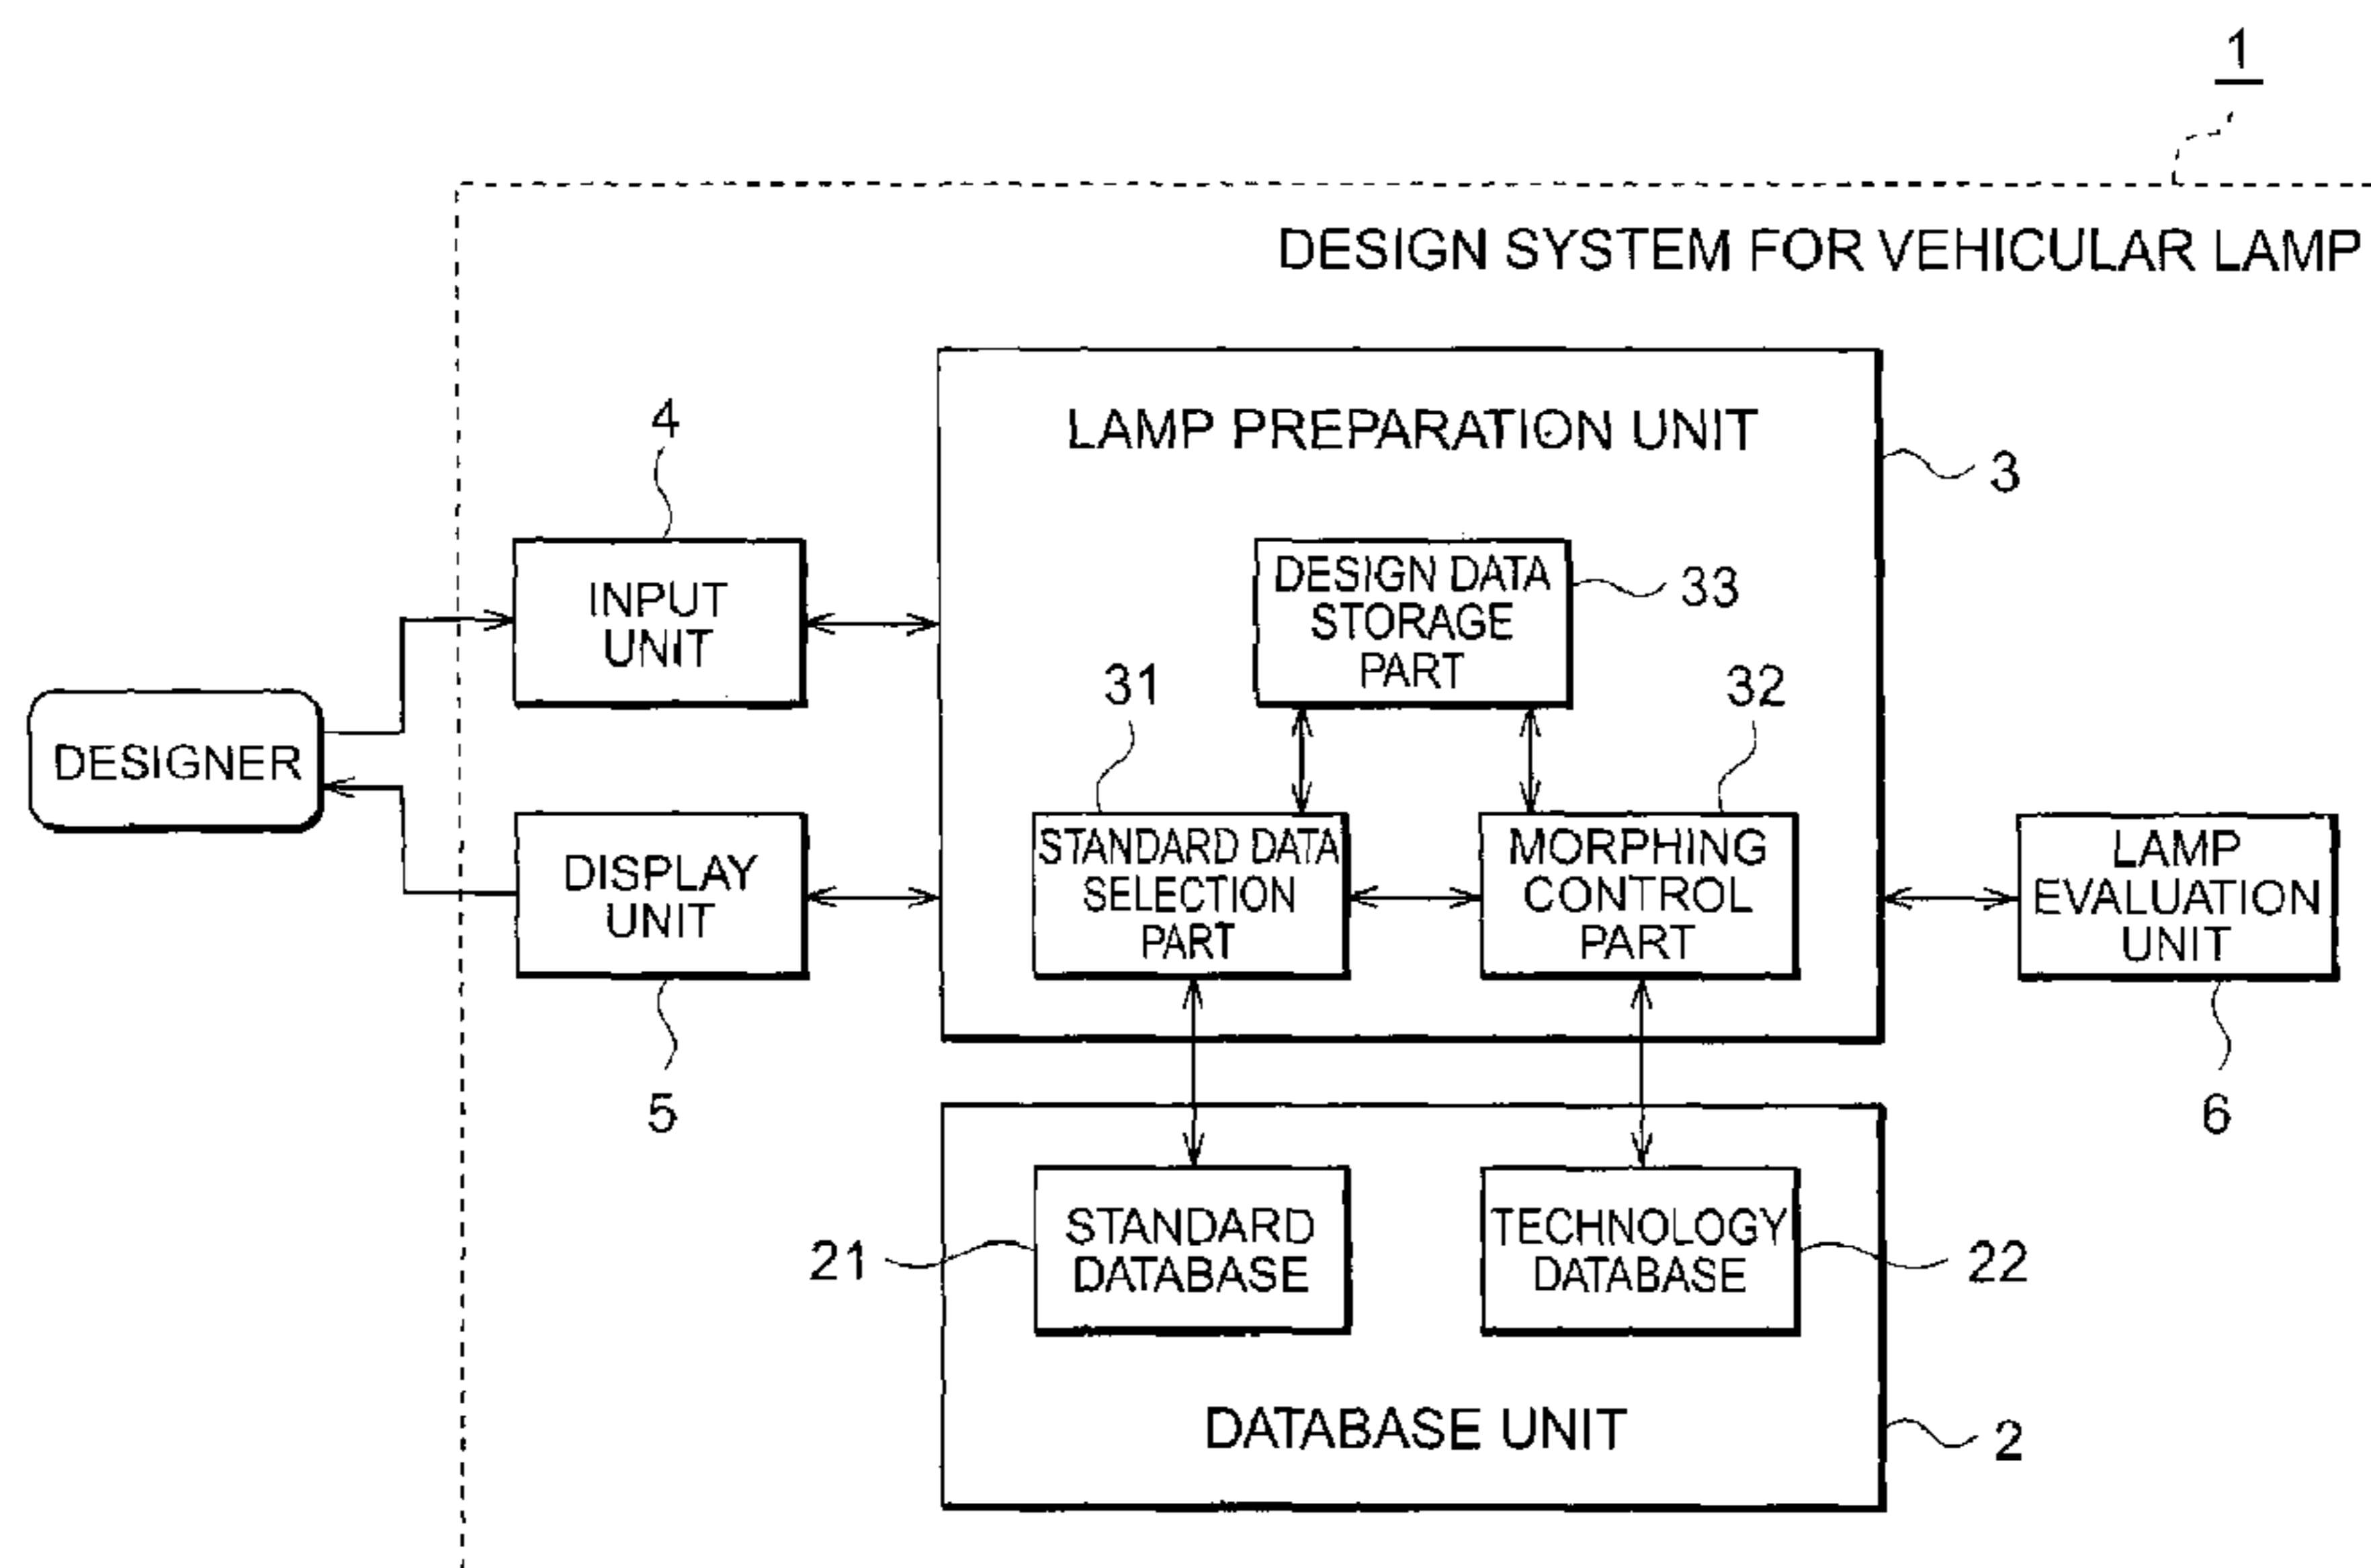 1
DESIGN SYSTEM FOR VEHICULAR LAMP
LAMP PREPARATION UNIT
3
4
INPUT
UNIT
DESIGN DATA
STORAGE
PART
33
31
32
DESIGNER
DISPLAY
UNIT
5
STANDARD DATA
SELECTION
PART
MORPHING
CONTROL
PART
LAMP
EVALUATION
UNIT
6
21
STANDARD
DATABASE
TECHNOLOGY
DATABASE
22
DATABASE UNIT
2